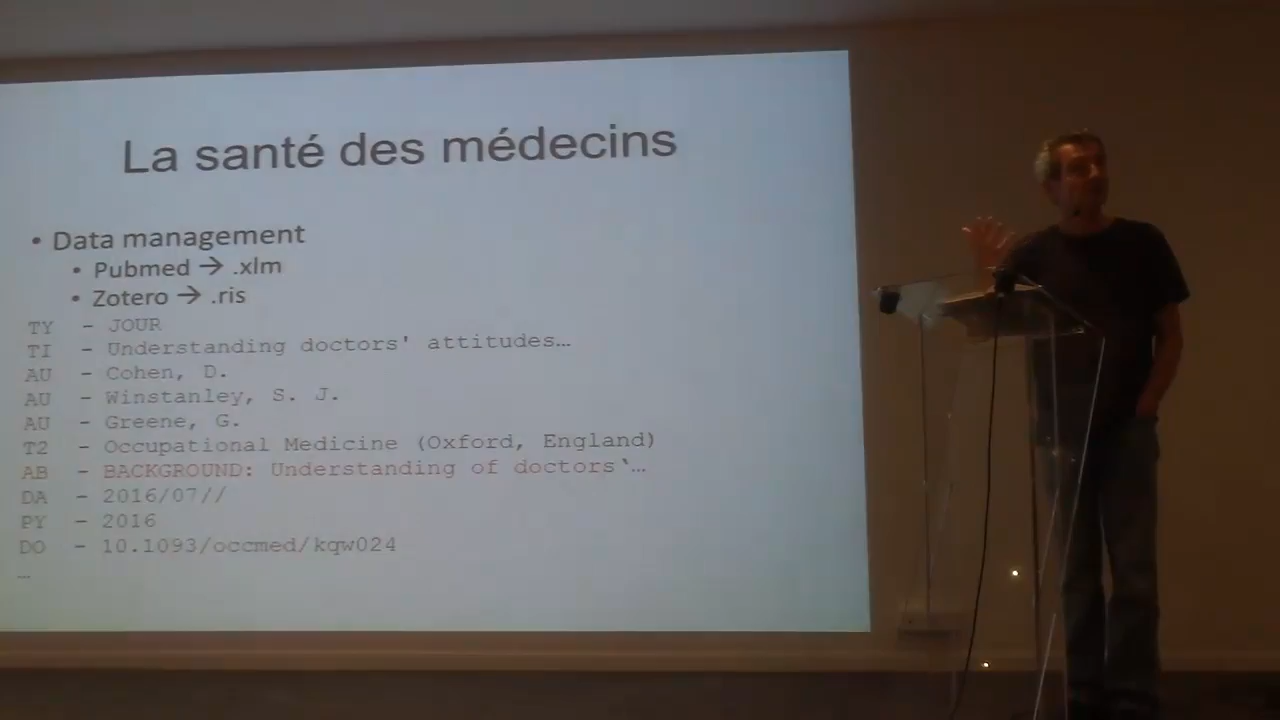 La santé des médecins
• Data management
• Pubmed → .xlm
• Zotero → .ris
TY - JOUR
TI - Understanding doctors' attitudes…
AU - Cohen, D.
AU - Winstanley, S. J.
AU - Greene, G.
T2 - Occupational Medicine (Oxford, England)
AB - BACKGROUND: Understanding of doctors‛…
DA - 2016/07//
PY - 2016
DO - 10.1093/occmed/kqw024
…